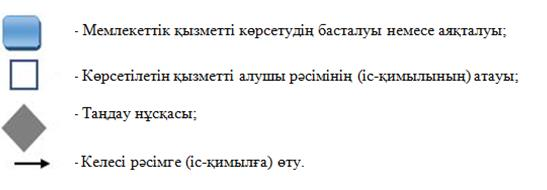 - Мемлекеттік қызметті көрсетудің басталуы немесе аяқталуы;
- Көрсетілетін қызметті алушы рәсімінің (іс-қимылының) атауы;
- Таңдау нұсқасы;
- Келесі рәсімге (іс-қимылға) өту.